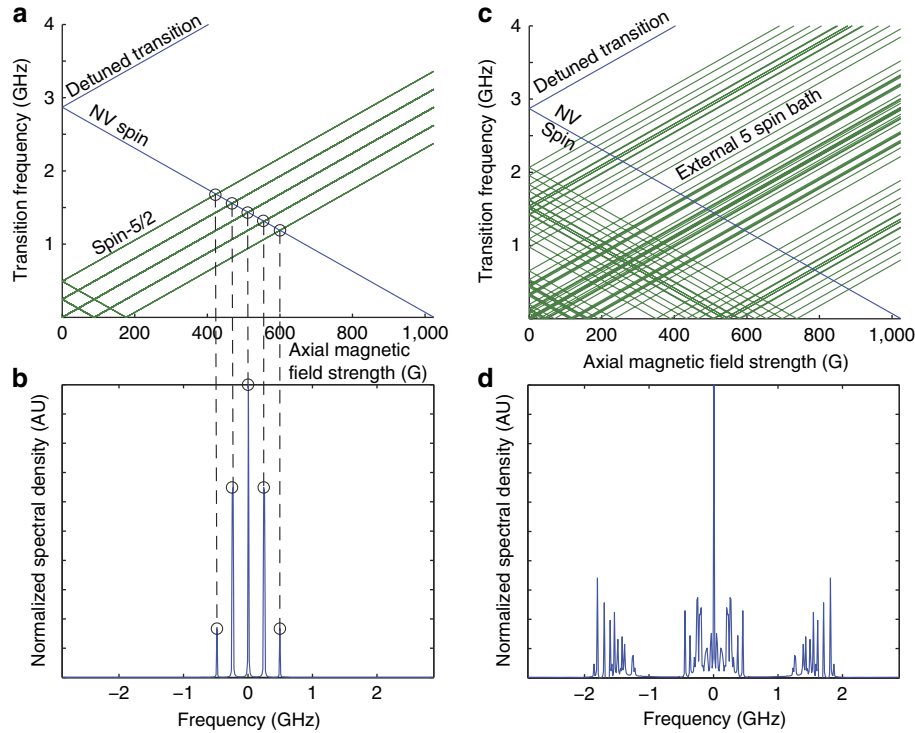 a
Transition frequency (GHz)
4
3
2
1
Detuned transition
NV spin
Spin-5/2
0
200
400
600
800
1,000
Axial magnetic
field strength (G)
b
Normalized spectral density (AU)
−2
−1
0
1
2
Frequency (GHz)
c
Transition frequency (GHz)
4
3
2
1
Detuned transition
NV
Spin
External 5 spin bath
0
200
400
600
800
1,000
Axial magnetic field strength (G)
d
Normalized spectral density (AU)
−2
−1
0
1
2
Frequency (GHz)